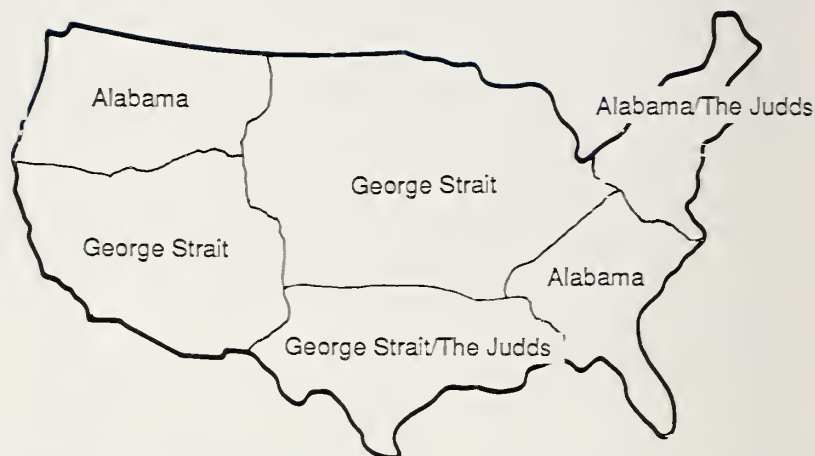 Alabama
Alabama/The Judds
George Strait
George Strait
Alabama
George Strait/The Judds